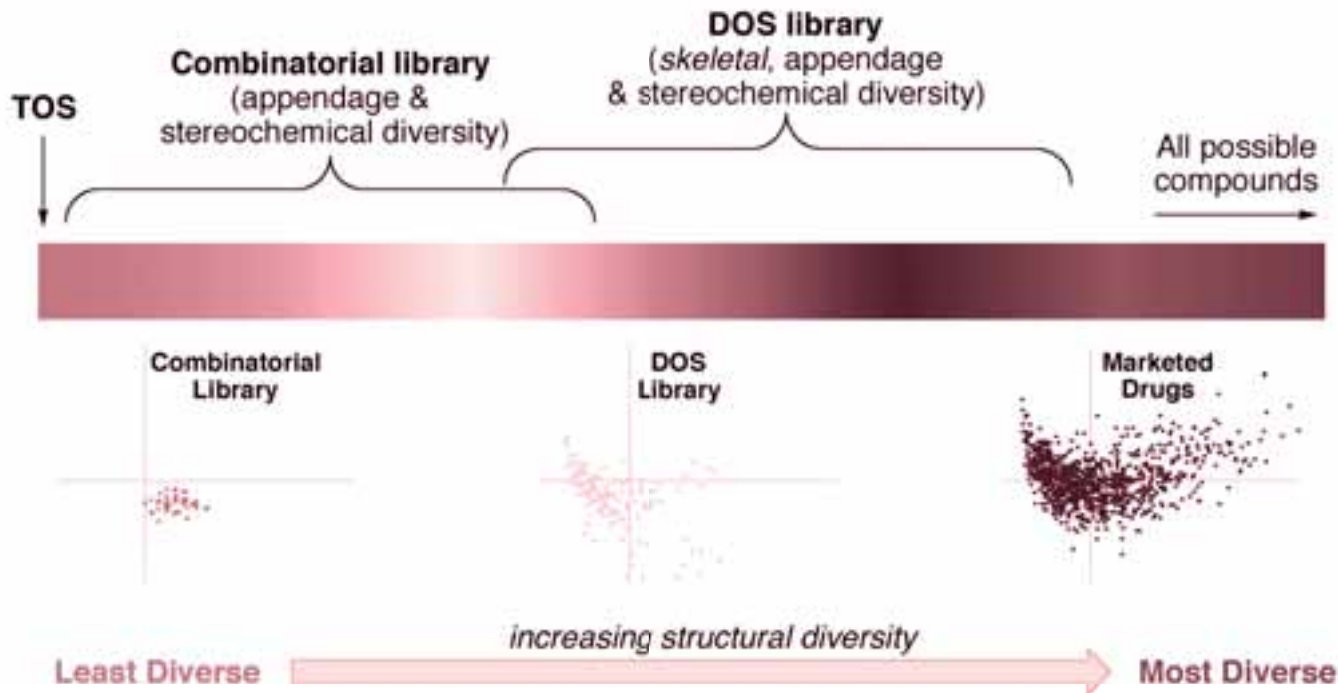 TOS
Combinatorial library
(appendage &
stereochemical diversity)
DOS library
(skeletal, appendage
& stereochemical diversity)
All possible
compounds
Combinatorial
Library
DOS
Library
Marketed
Drugs
increasing structural diversity
Least Diverse
Most Diverse